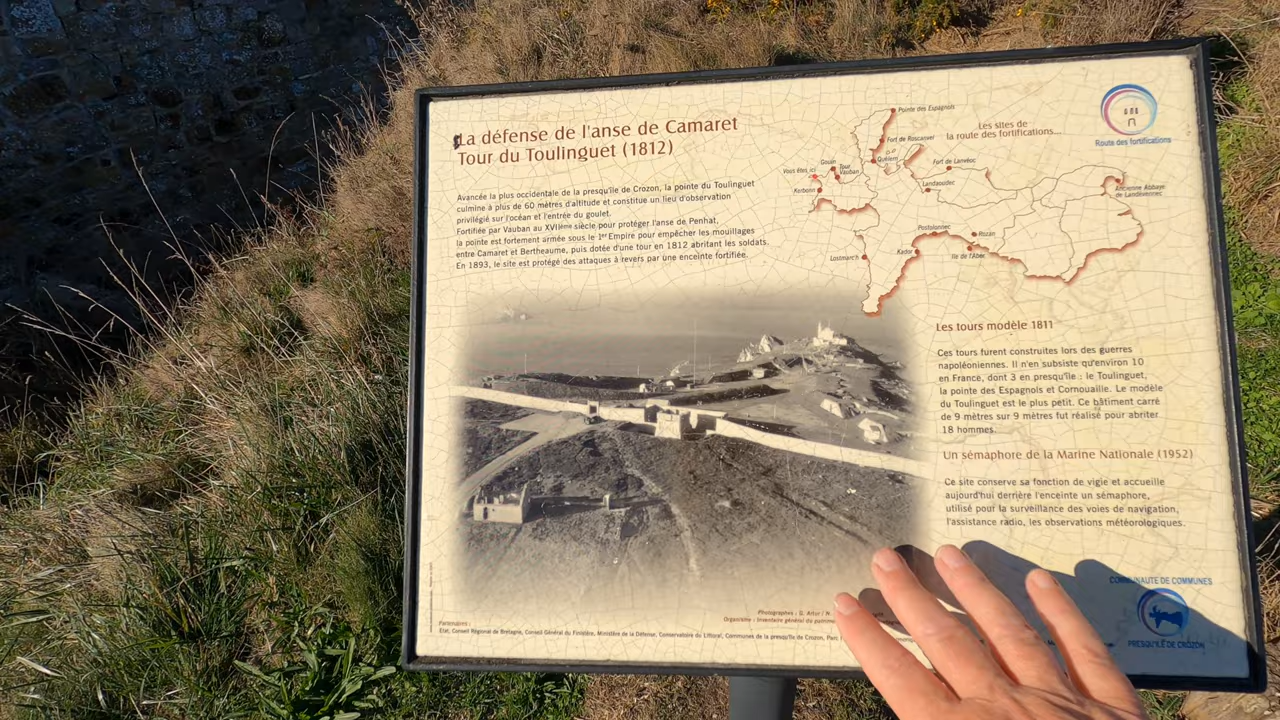 La défense de l'anse de Camaret
Tour du Toulinguet (1812)
Avancée la plus occidentale de la presqu'île de Crozon, la pointe du Toulinguet
culmine à plus de 60 mètres d'altitude et constitue un lieu d'observation
privilégié sur l'océan et l'entrée du goulet.
Fortifiée par Vauban au XVIIème siècle pour protéger l'anse de Penhat,
la pointe est fortement armée sous le 1er Empire pour empêcher les mouillages
entre Camaret et Bertheaume, puis dotée d'une tour en 1812 abritant les soldats.
En 1893, le site est protégé des attaques à revers par une enceinte fortifiée.
Les sites de
la route des fortifications...
Pointe des Espagnols
Fort de Roscanvel
Quélern
Gouin
Tour
Vauban
Vous êtes ici
Kerbonn
Fort de Lanvéoc
Landaoudec
Ancienne Abbaye
de Landévennec
Postolonnec
Rozan
Kador
Ile de l'Aber
Lostmarch
Route des fortifications
Les tours modèle 1811
Ces tours furent construites lors des guerres
napoléoniennes. Il n'en subsiste qu'environ 10
en France, dont 3 en presqu'île : le Toulinguet,
la pointe des Espagnols et Cornouaille. Le modèle
du Toulinguet est le plus petit. Ce bâtiment carré
de 9 mètres sur 9 mètres fut réalisé pour abriter
18 hommes.
Un sémaphore de la Marine Nationale (1952)
Ce site conserve sa fonction de vigie et accueille
aujourd'hui derrière l'enceinte un sémaphore,
utilisé pour la surveillance des voies de navigation,
l'assistance radio, les observations météorologiques.
Photographes : G. Artur / N.
Organisme : Inventaire général du patrimo
Partenaires :
Etat, Conseil Régional de Bretagne, Conseil Général du Finistère, Ministère de la Défense, Conservatoire du Littoral, Communes de la presqu'île de Crozon, Parc
COMMUNAUTE DE COMMUNES
PRESQU'ILE DE CROZON